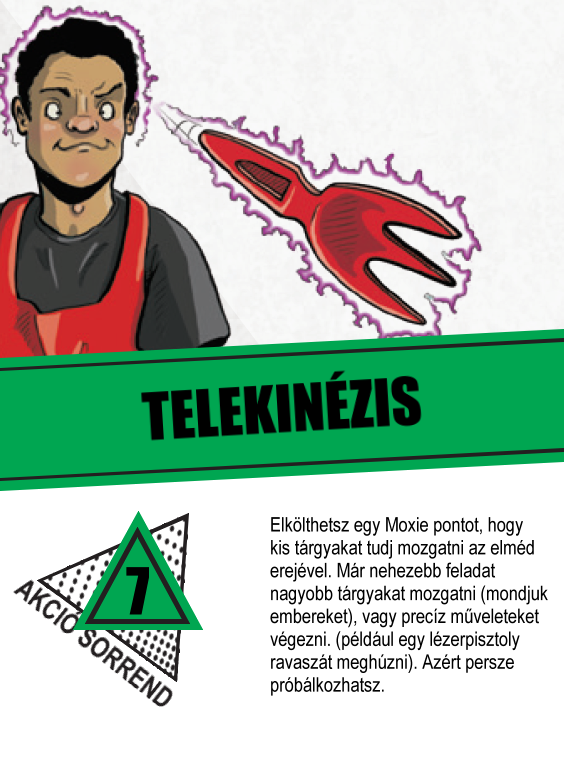 TELEKINÉZIS
7
AKCIÓ SORREND
Elkölthetsz egy Moxie pontot, hogy
kis tárgyakat tudj mozgatni az elméd
erejével. Már nehezebb feladat
nagyobb tárgyakat mozgatni (mondjuk
embereket), vagy precíz műveleteket
végezni. (például egy lézerpisztoly
ravaszát meghúzni). Azért persze
próbálkozhatsz.